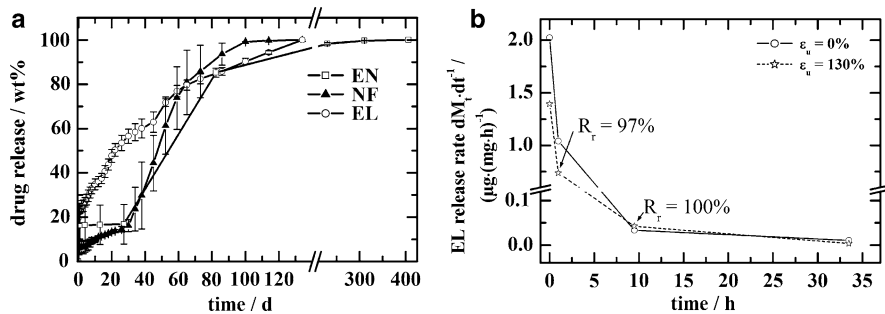 a
100
80
60
40
20
0
drug release / wt%
EN
NF
EL
0 20 40 60 80 100 120 300 400
time / d
b
2.0
1.5
1.0
0.1
0.0
EL release rate dMₜ·dt⁻¹ /
(µg·(mg·h)⁻¹)
εᵤ = 0%
εᵤ = 130%
Rᵣ = 97%
Rᵣ = 100%
0 5 10 15 20 25 30 35
time / h